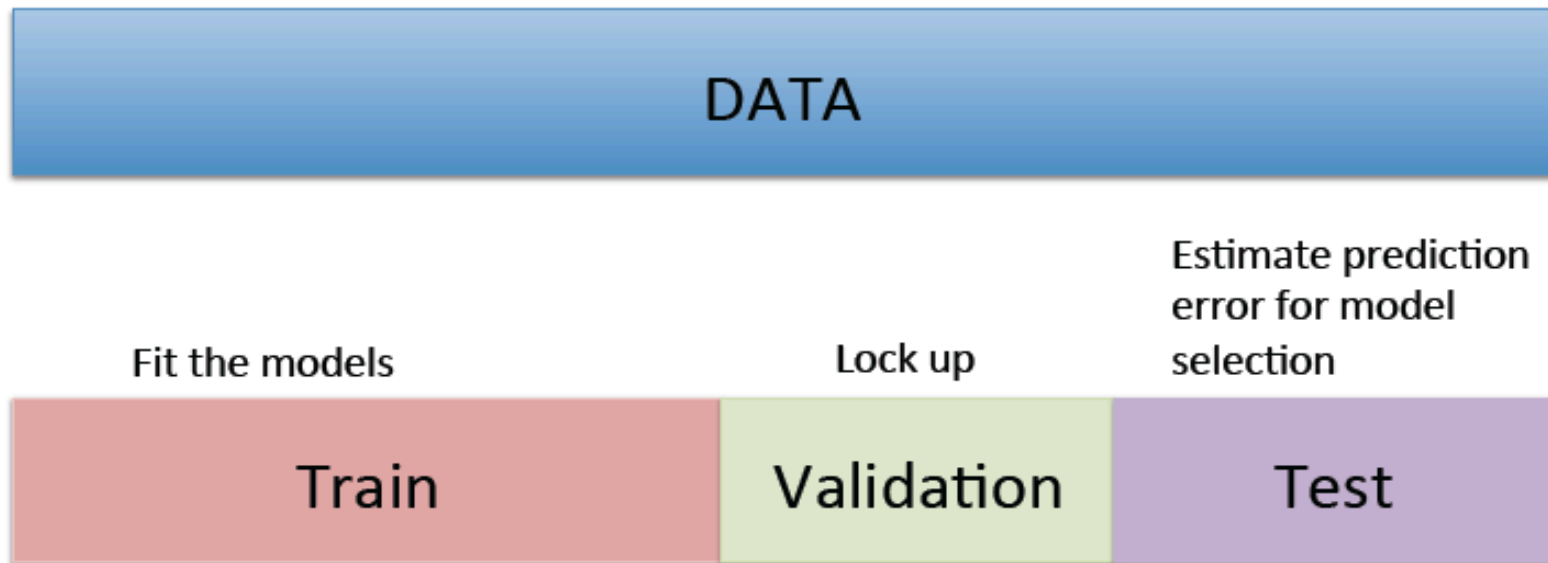 DATA
Fit the models
Lock up
Estimate prediction
error for model
selection
Train
Validation
Test